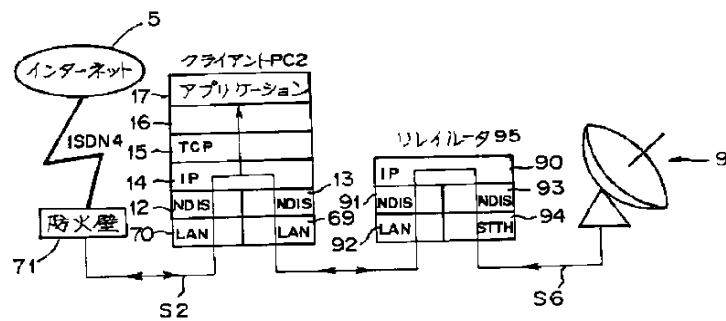 5
インターネット
ISDN4
防火壁
71
S2
クライアントPC2
17
アプリケーション
16
15
TCP
14
IP
13
12
NDIS
NDIS
69
70
LAN
LAN
リレイルータ95
IP
90
91
NDIS
NDIS
93
92
LAN
STTH
94
S6
9